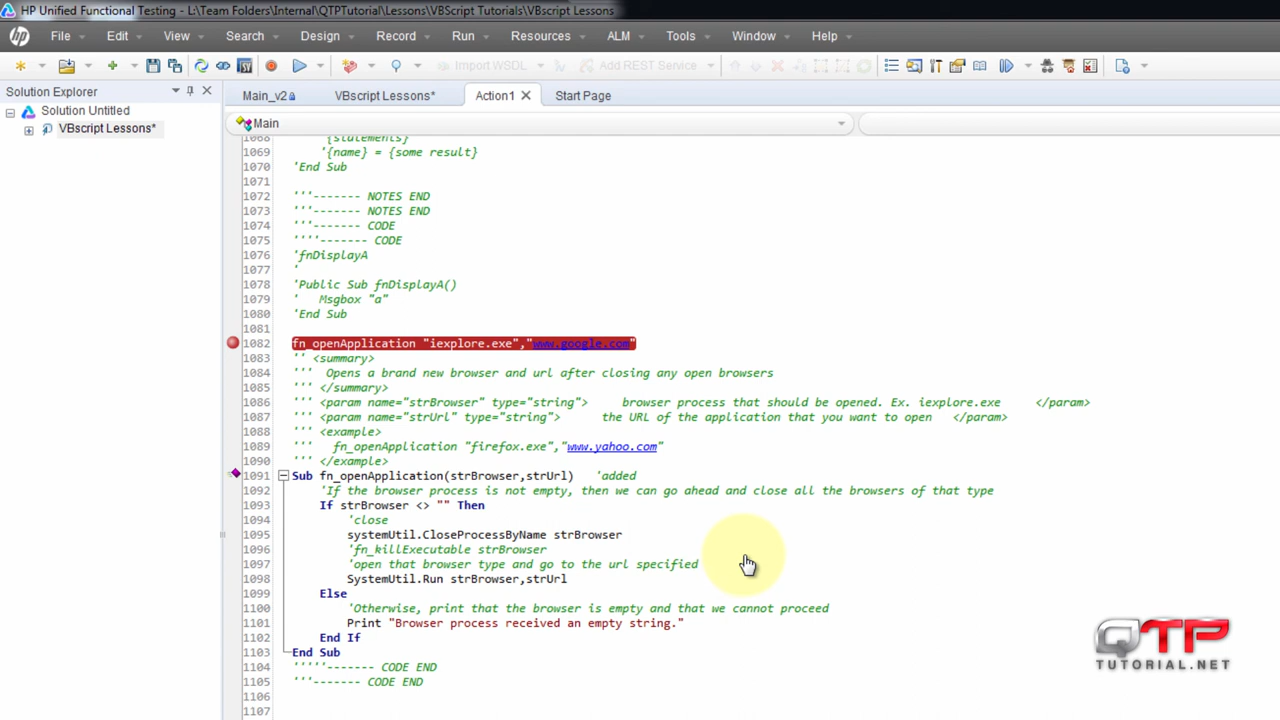 HP Unified Functional Testing - L:\Team Folders\Internal\QTPTutorial\Lessons\VBScript Tutorials\VBscript Lessons
hp File Edit View Search Design Record Run Resources ALM Tools Window Help
SV Import WSDL Add REST Service
Solution Explorer
Main_v2 VBscript Lessons* Action1 Start Page
Solution Untitled
VBscript Lessons*
Main
1068 '{statements}
1069 '{name} = {some result}
1070 'End Sub
1071
1072 '''------- NOTES END
1073 '''------- NOTES END
1074 '''------- CODE
1075 ''''------- CODE
1076 'fnDisplayA
1077 '
1078 'Public Sub fnDisplayA()
1079 ' Msgbox "a"
1080 'End Sub
1081
1082 fn_openApplication "iexplore.exe","www.google.com"
1083 '' <summary>
1084 ''' Opens a brand new browser and url after closing any open browsers
1085 ''' </summary>
1086 ''' <param name="strBrowser" type="string"> browser process that should be opened. Ex. iexplore.exe </param>
1087 ''' <param name="strUrl" type="string"> the URL of the application that you want to open </param>
1088 ''' <example>
1089 ''' fn_openApplication "firefox.exe","www.yahoo.com"
1090 ''' </example>
1091 Sub fn_openApplication(strBrowser,strUrl) 'added
1092 'If the browser process is not empty, then we can go ahead and close all the browsers of that type
1093 If strBrowser <> "" Then
1094 'close
1095 systemUtil.CloseProcessByName strBrowser
1096 'fn_killExecutable strBrowser
1097 'open that browser type and go to the url specified
1098 SystemUtil.Run strBrowser,strUrl
1099 Else
1100 'Otherwise, print that the browser is empty and that we cannot proceed
1101 Print "Browser process received an empty string."
1102 End If
1103 End Sub
1104 '''''------- CODE END
1105 '''------- CODE END
1106
1107
QTP
TUTORIAL.NET